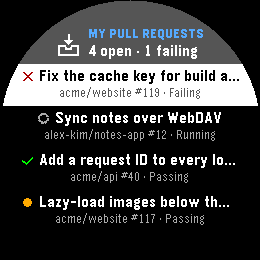 MY PULL REQUESTS
4 open · 1 failing
Fix the cache key for build a...
acme/website #119 · Failing
Sync notes over WebDAV
alex-kim/notes-app #12 · Running
Add a request ID to every lo...
acme/api #40 · Passing
Lazy-load images below th...
acme/website #117 · Passing